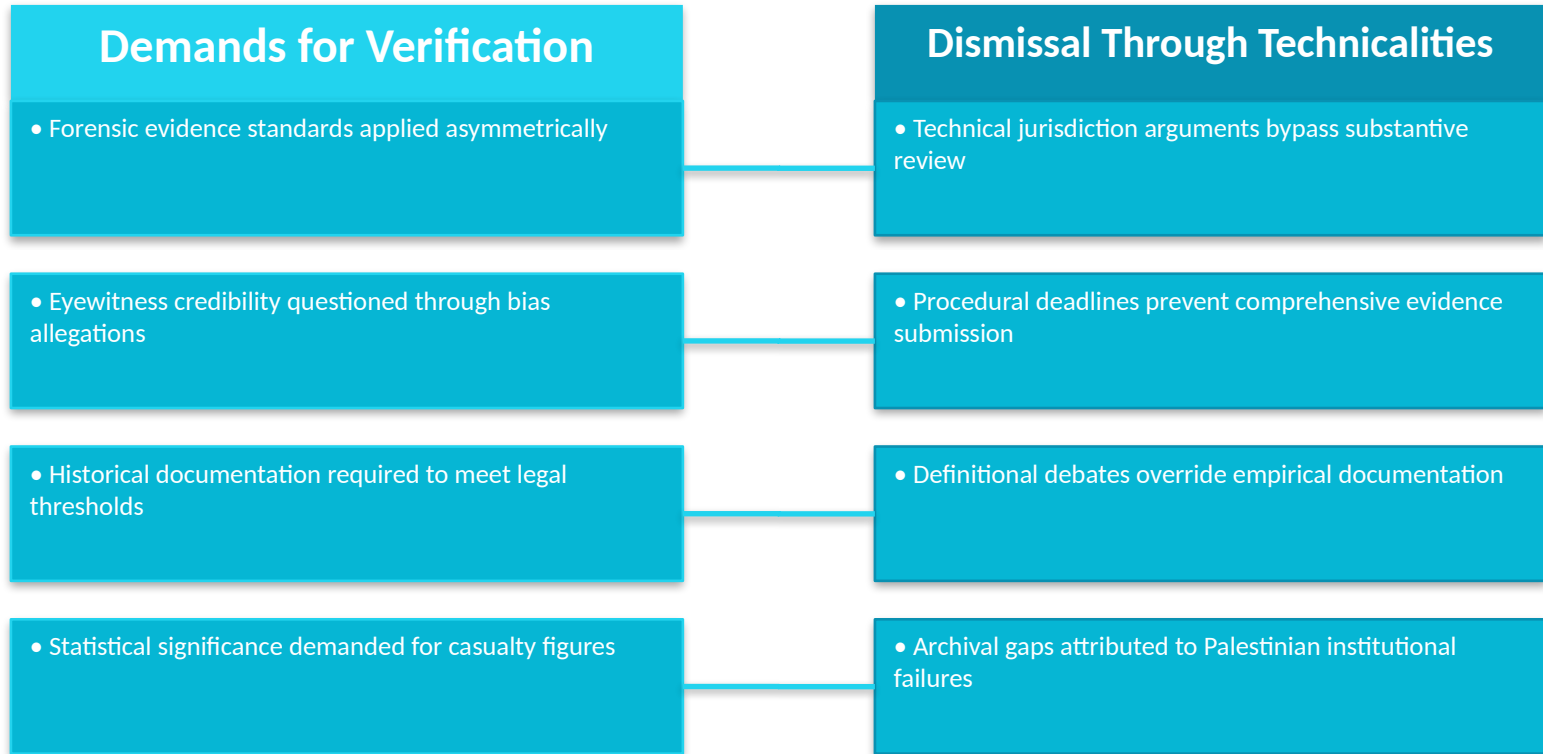 Demands for Verification
• Forensic evidence standards applied asymmetrically
• Eyewitness credibility questioned through bias
allegations
• Historical documentation required to meet legal
thresholds
• Statistical significance demanded for casualty figures
Dismissal Through Technicalities
• Technical jurisdiction arguments bypass substantive
review
• Procedural deadlines prevent comprehensive evidence
submission
• Definitional debates override empirical documentation
• Archival gaps attributed to Palestinian institutional
failures